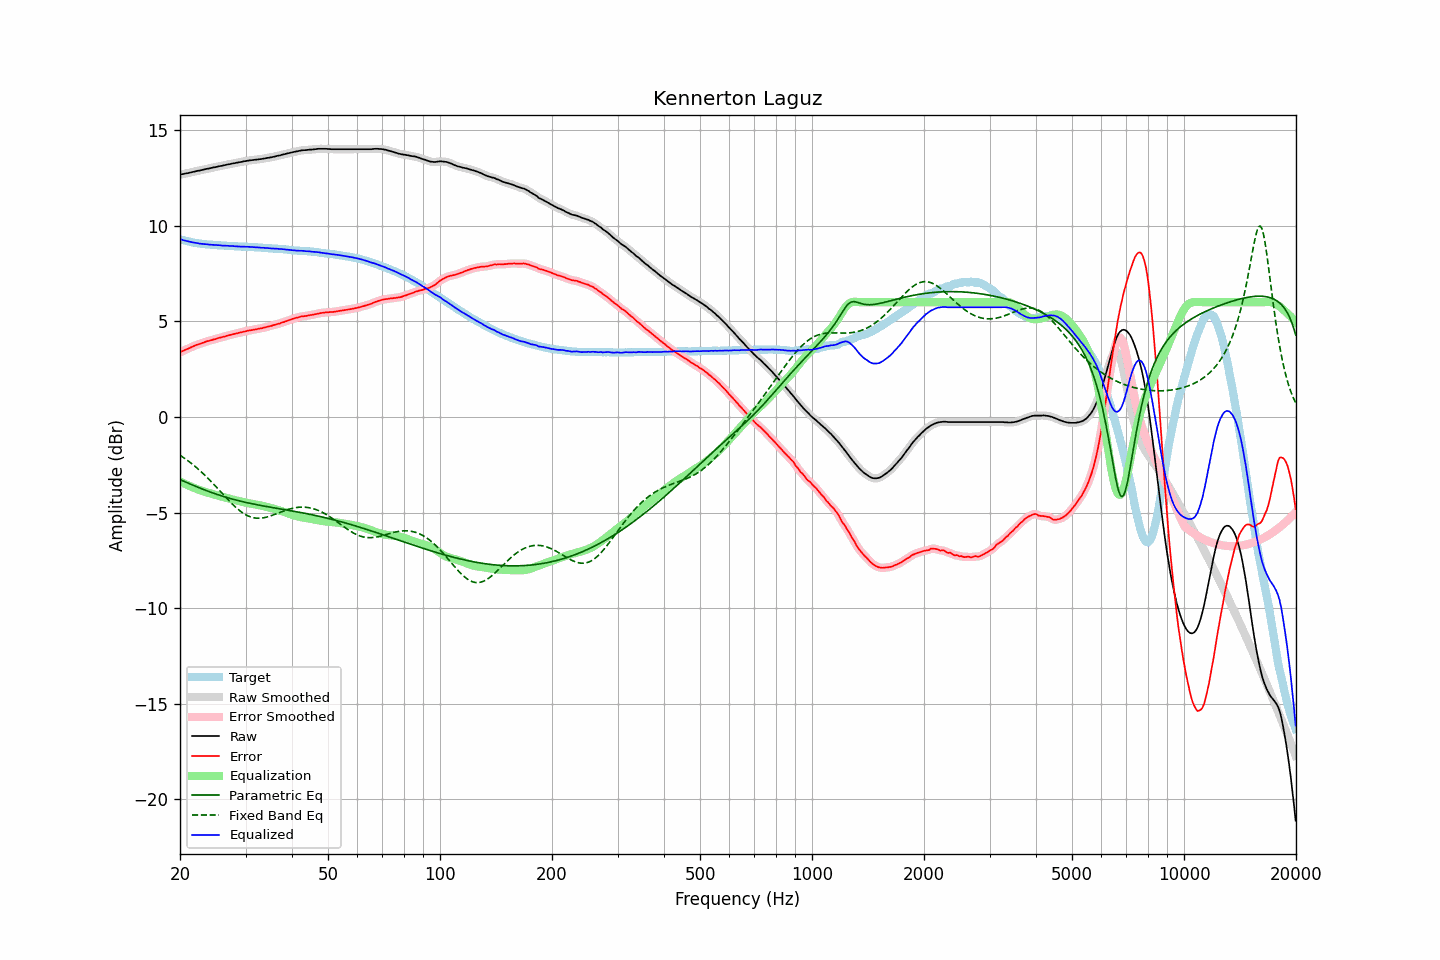 Kennerton Laguz
15
10
5
0
−5
−10
−15
−20
Amplitude (dBr)
Target
Raw Smoothed
Error Smoothed
Raw
Error
Equalization
Parametric Eq
Fixed Band Eq
Equalized
20
50
100
200
500
1000
2000
5000
10000
20000
Frequency (Hz)